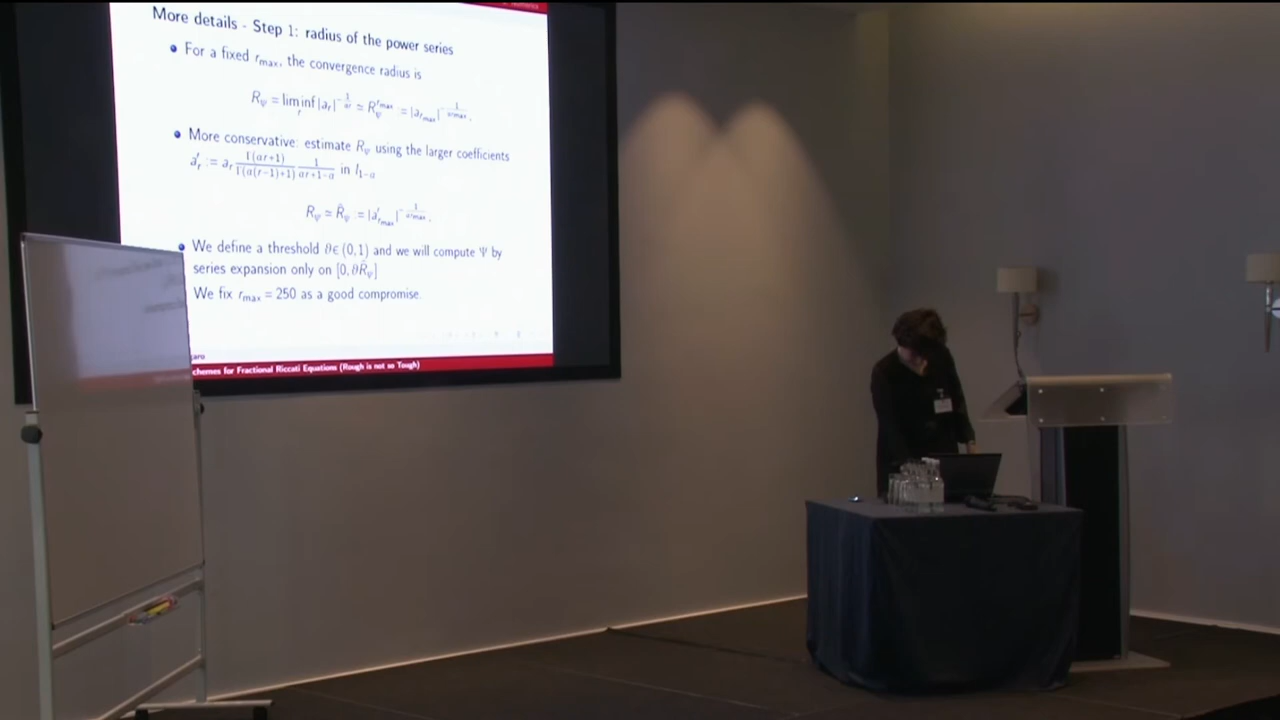 More details - Step 1: radius of the power series
For a fixed r_max, the convergence radius is
R_ψ = liminf_r |a_r|^{-1/αr} ≃ R_ψ^{r_max} = |a_{r_max}|^{-1/αr_max}.
More conservative: estimate R_ψ using the larger coefficients
a'_r := a_r Γ(αr+1)/Γ(α(r-1)+1) 1/αr+1-α in I_{1-α}
R_ψ ≃ R̂_ψ := |a'_{r_max}|^{-1/αr_max}.
We define a threshold ϑ∈(0,1) and we will compute Ψ by
series expansion only on [0,ϑR̂_ψ]
We fix r_max = 250 as a good compromise.
chemes for Fractional Riccati Equations (Rough is not so Tough)